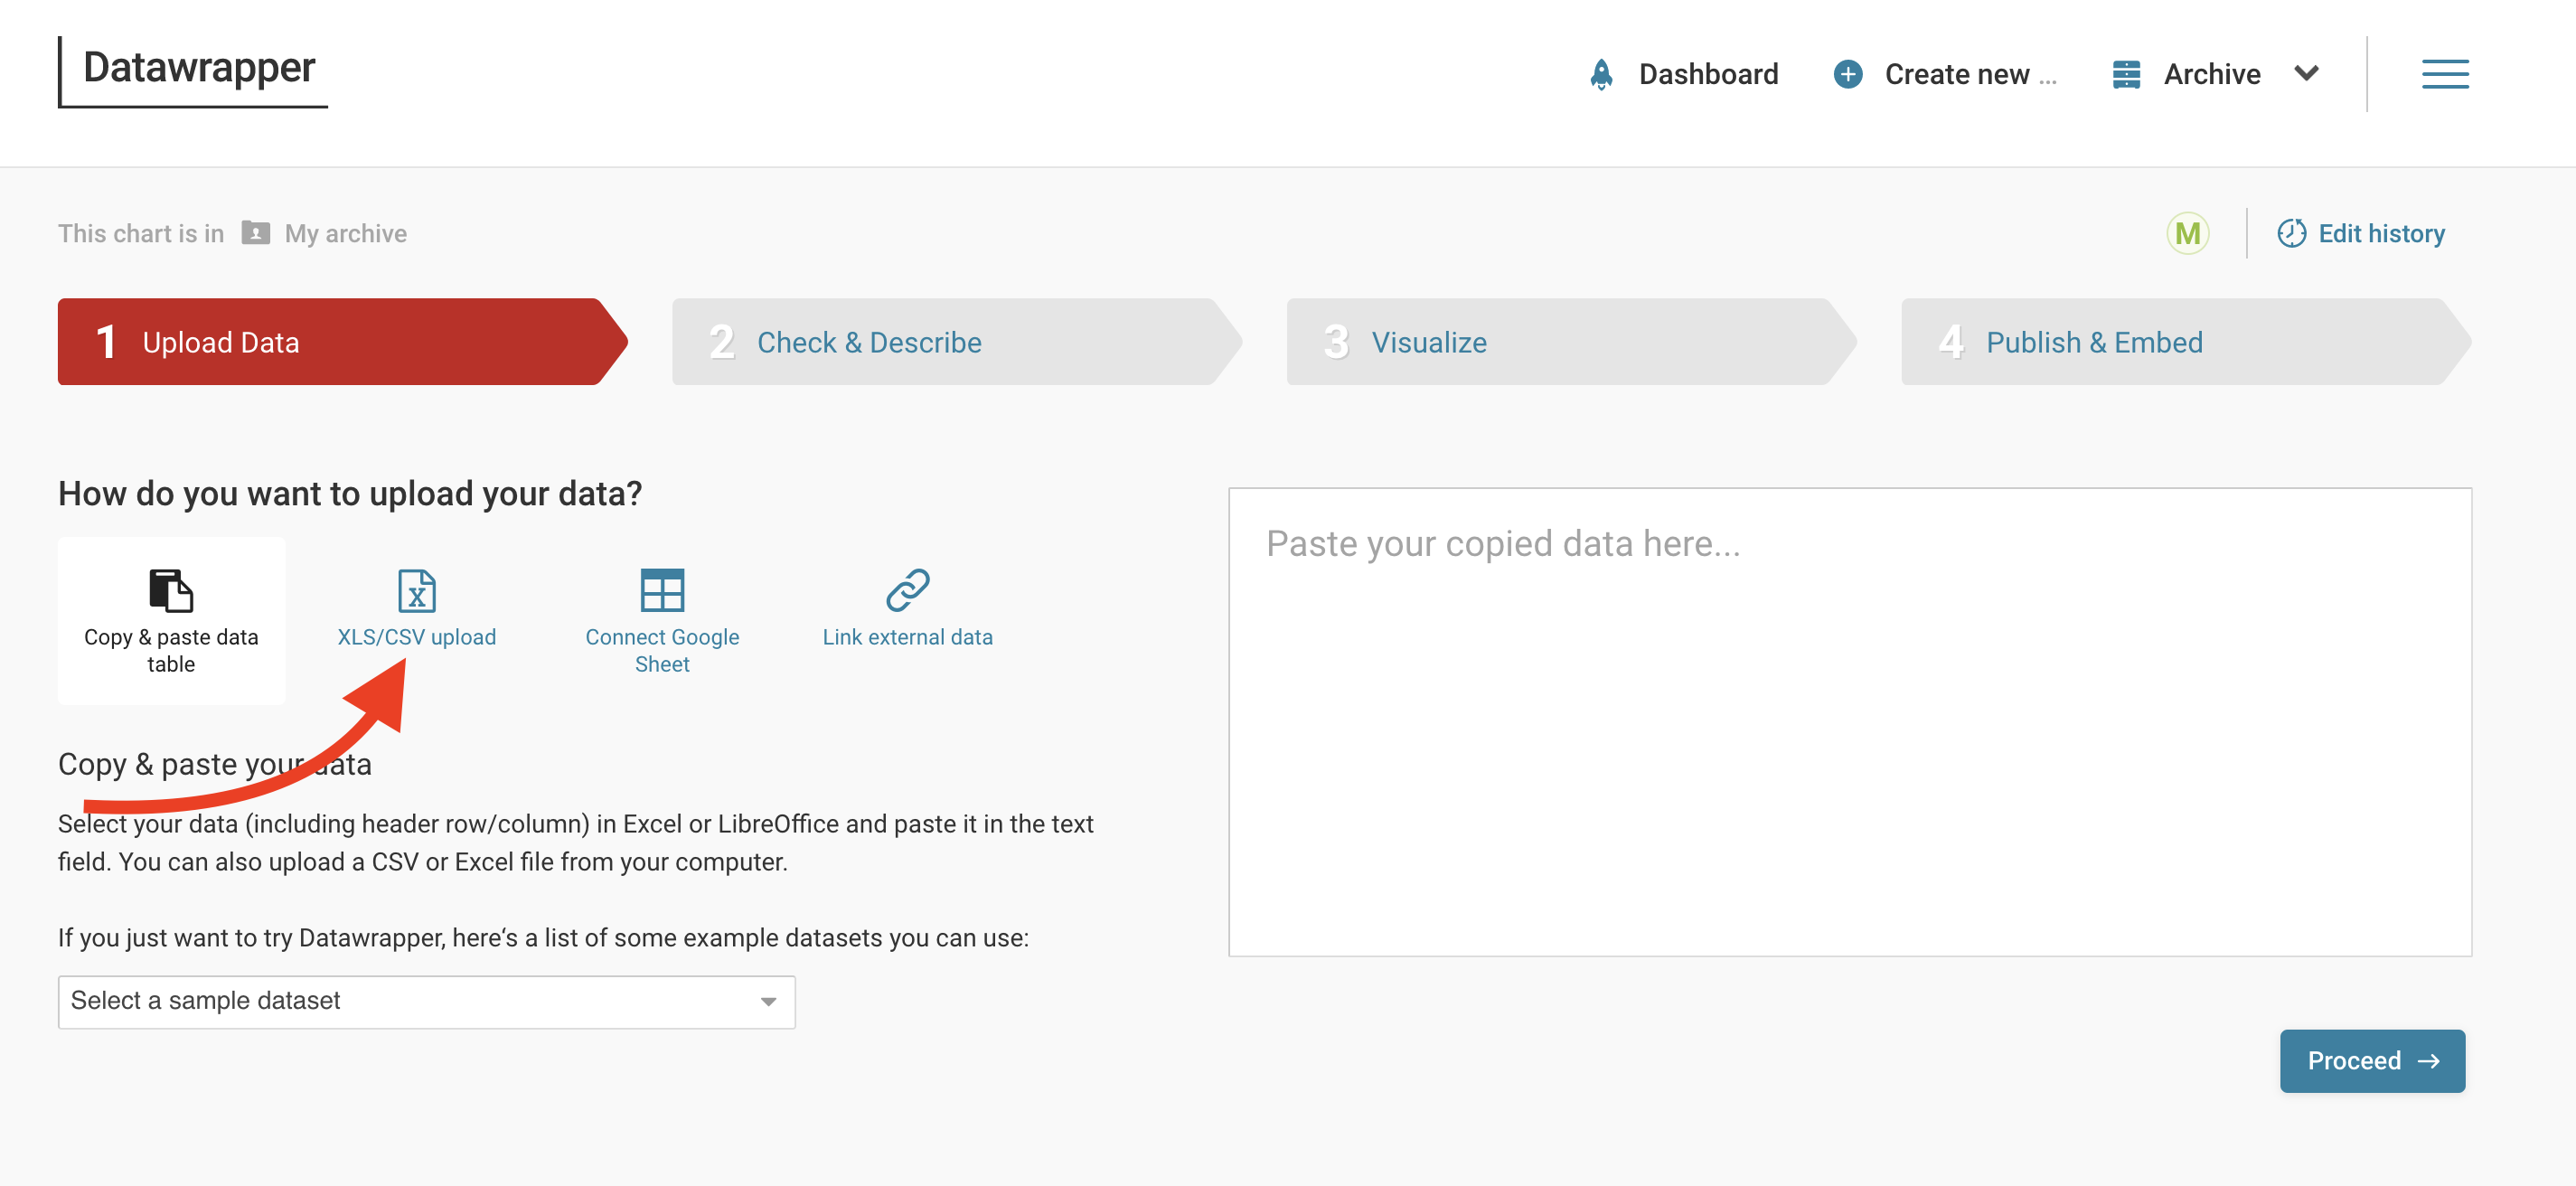 Datawrapper
Dashboard
Create new ...
Archive
This chart is in My archive
M
Edit history
1 Upload Data
2 Check & Describe
3 Visualize
4 Publish & Embed
How do you want to upload your data?
Copy & paste data
table
XLS/CSV upload
Connect Google
Sheet
Link external data
Paste your copied data here...
Copy & paste your data
Select your data (including header row/column) in Excel or LibreOffice and paste it in the text
field. You can also upload a CSV or Excel file from your computer.
If you just want to try Datawrapper, here‘s a list of some example datasets you can use:
Select a sample dataset
Proceed →